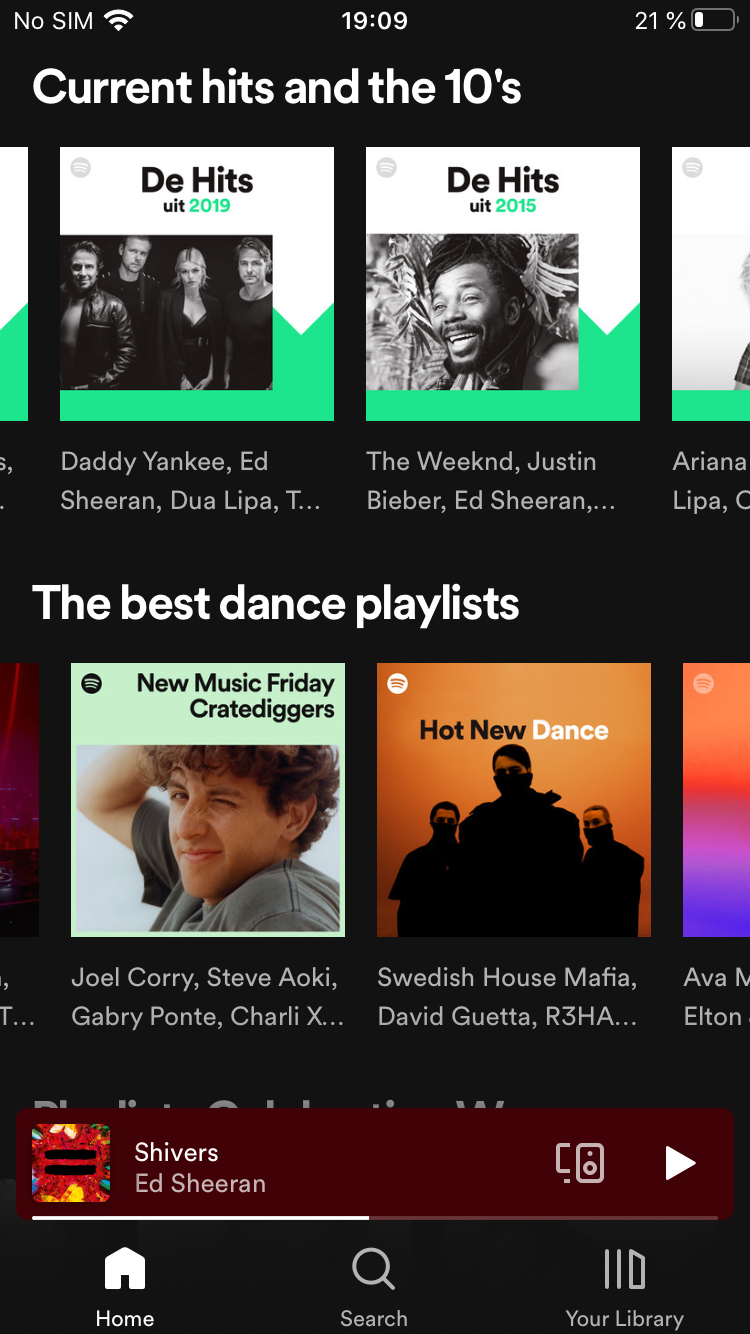 No SIM 19:09 21 %
Current hits and the 10's
De Hits
uit 2019
De Hits
uit 2015
s,
Daddy Yankee, Ed
Sheeran, Dua Lipa, T...
The Weeknd, Justin
Bieber, Ed Sheeran,...
Ariana
Lipa, C
The best dance playlists
New Music Friday
Cratediggers
Hot New Dance
T...
Joel Corry, Steve Aoki,
Gabry Ponte, Charli X...
Swedish House Mafia,
David Guetta, R3HA...
Ava M
Elton
Shivers
Ed Sheeran
Home
Search
Your Library